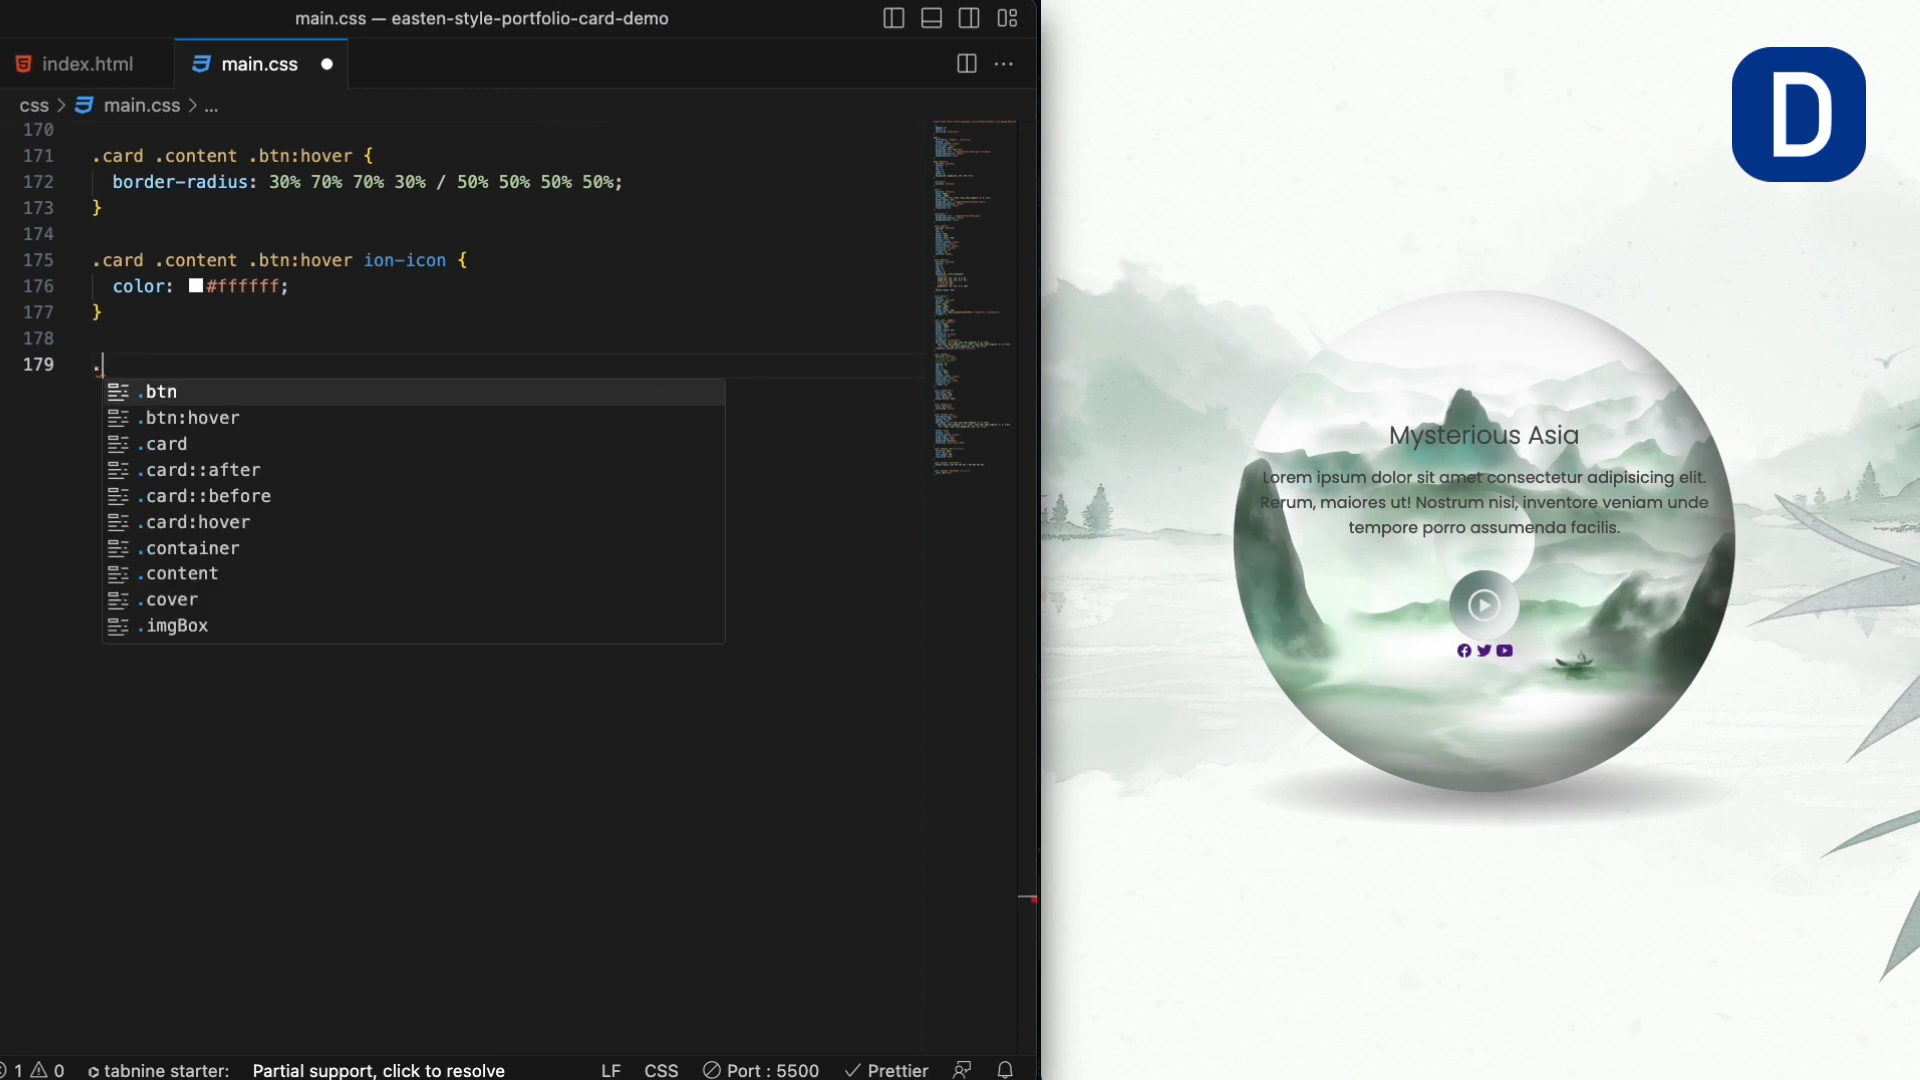 main.css — easten-style-portfolio-card-demo
index.html
main.css
css > main.css > ...
170
171 .card .content .btn:hover {
172 border-radius: 30% 70% 70% 30% / 50% 50% 50% 50%;
173 }
174
175 .card .content .btn:hover ion-icon {
176 color: #ffffff;
177 }
178
179 .
.btn
.btn:hover
.card
.card::after
.card::before
.card:hover
.container
.content
.cover
.imgBox
1 0 tabnine starter: Partial support, click to resolve LF CSS Port : 5500 Prettier
D
Mysterious Asia
Lorem ipsum dolor sit amet consectetur adipisicing elit.
Rerum, maiores ut! Nostrum nisi, inventore veniam unde
tempore porro assumenda facilis.